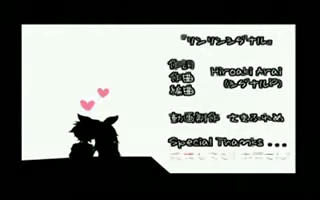 『リンリンシグナル』
作詞
作曲
編曲
Hiroaki Arai
(シグナルP)
動画制作
Special Thanks ...